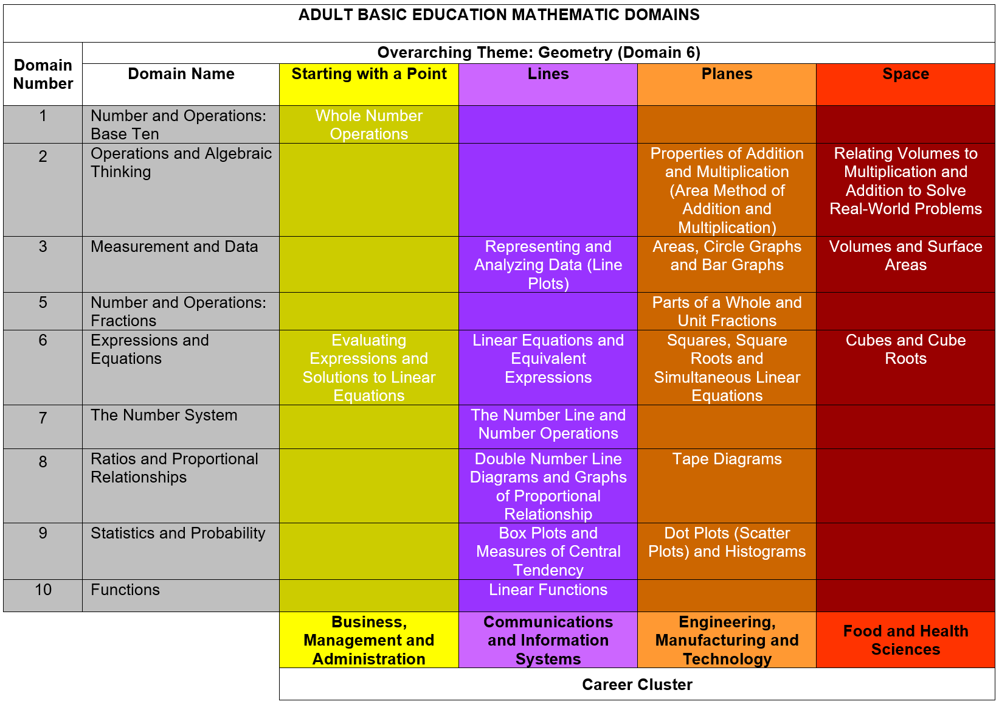 ADULT BASIC EDUCATION MATHEMATIC DOMAINS
Domain
Number
Overarching Theme: Geometry (Domain 6)
Domain Name
Starting with a Point
Lines
Planes
Space
1
Number and Operations:
Base Ten
Whole Number
Operations
2
Operations and Algebraic
Thinking
Properties of Addition
and Multiplication
(Area Method of
Addition and
Multiplication)
Relating Volumes to
Multiplication and
Addition to Solve
Real-World Problems
3
Measurement and Data
Representing and
Analyzing Data (Line
Plots)
Areas, Circle Graphs
and Bar Graphs
Volumes and Surface
Areas
5
Number and Operations:
Fractions
Parts of a Whole and
Unit Fractions
6
Expressions and
Equations
Evaluating
Expressions and
Solutions to Linear
Equations
Linear Equations and
Equivalent
Expressions
Squares, Square
Roots and
Simultaneous Linear
Equations
Cubes and Cube
Roots
7
The Number System
The Number Line and
Number Operations
8
Ratios and Proportional
Relationships
Double Number Line
Diagrams and Graphs
of Proportional
Relationship
Tape Diagrams
9
Statistics and Probability
Box Plots and
Measures of Central
Tendency
Dot Plots (Scatter
Plots) and Histograms
10
Functions
Linear Functions
Business,
Management and
Administration
Communications
and Information
Systems
Engineering,
Manufacturing and
Technology
Food and Health
Sciences
Career Cluster